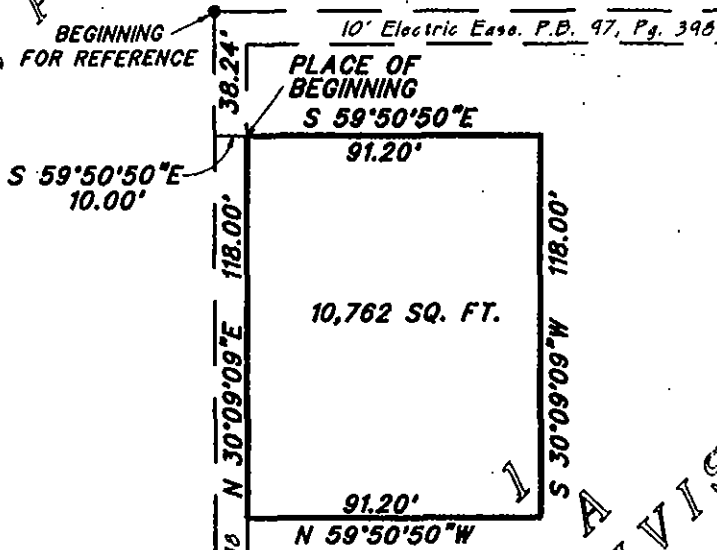 BEGINNING
FOR REFERENCE
10' Electric Ease. P.B. 97, Pg. 398
38.24'
PLACE OF
BEGINNING
S 59°50'50"E
91.20'
S 59°50'50"E
10.00'
N 30°09'09"E 118.00'
10,762 SQ. FT.
S 30°09'09"W 118.00'
91.20'
N 59°50'50"W
1
A
VIS